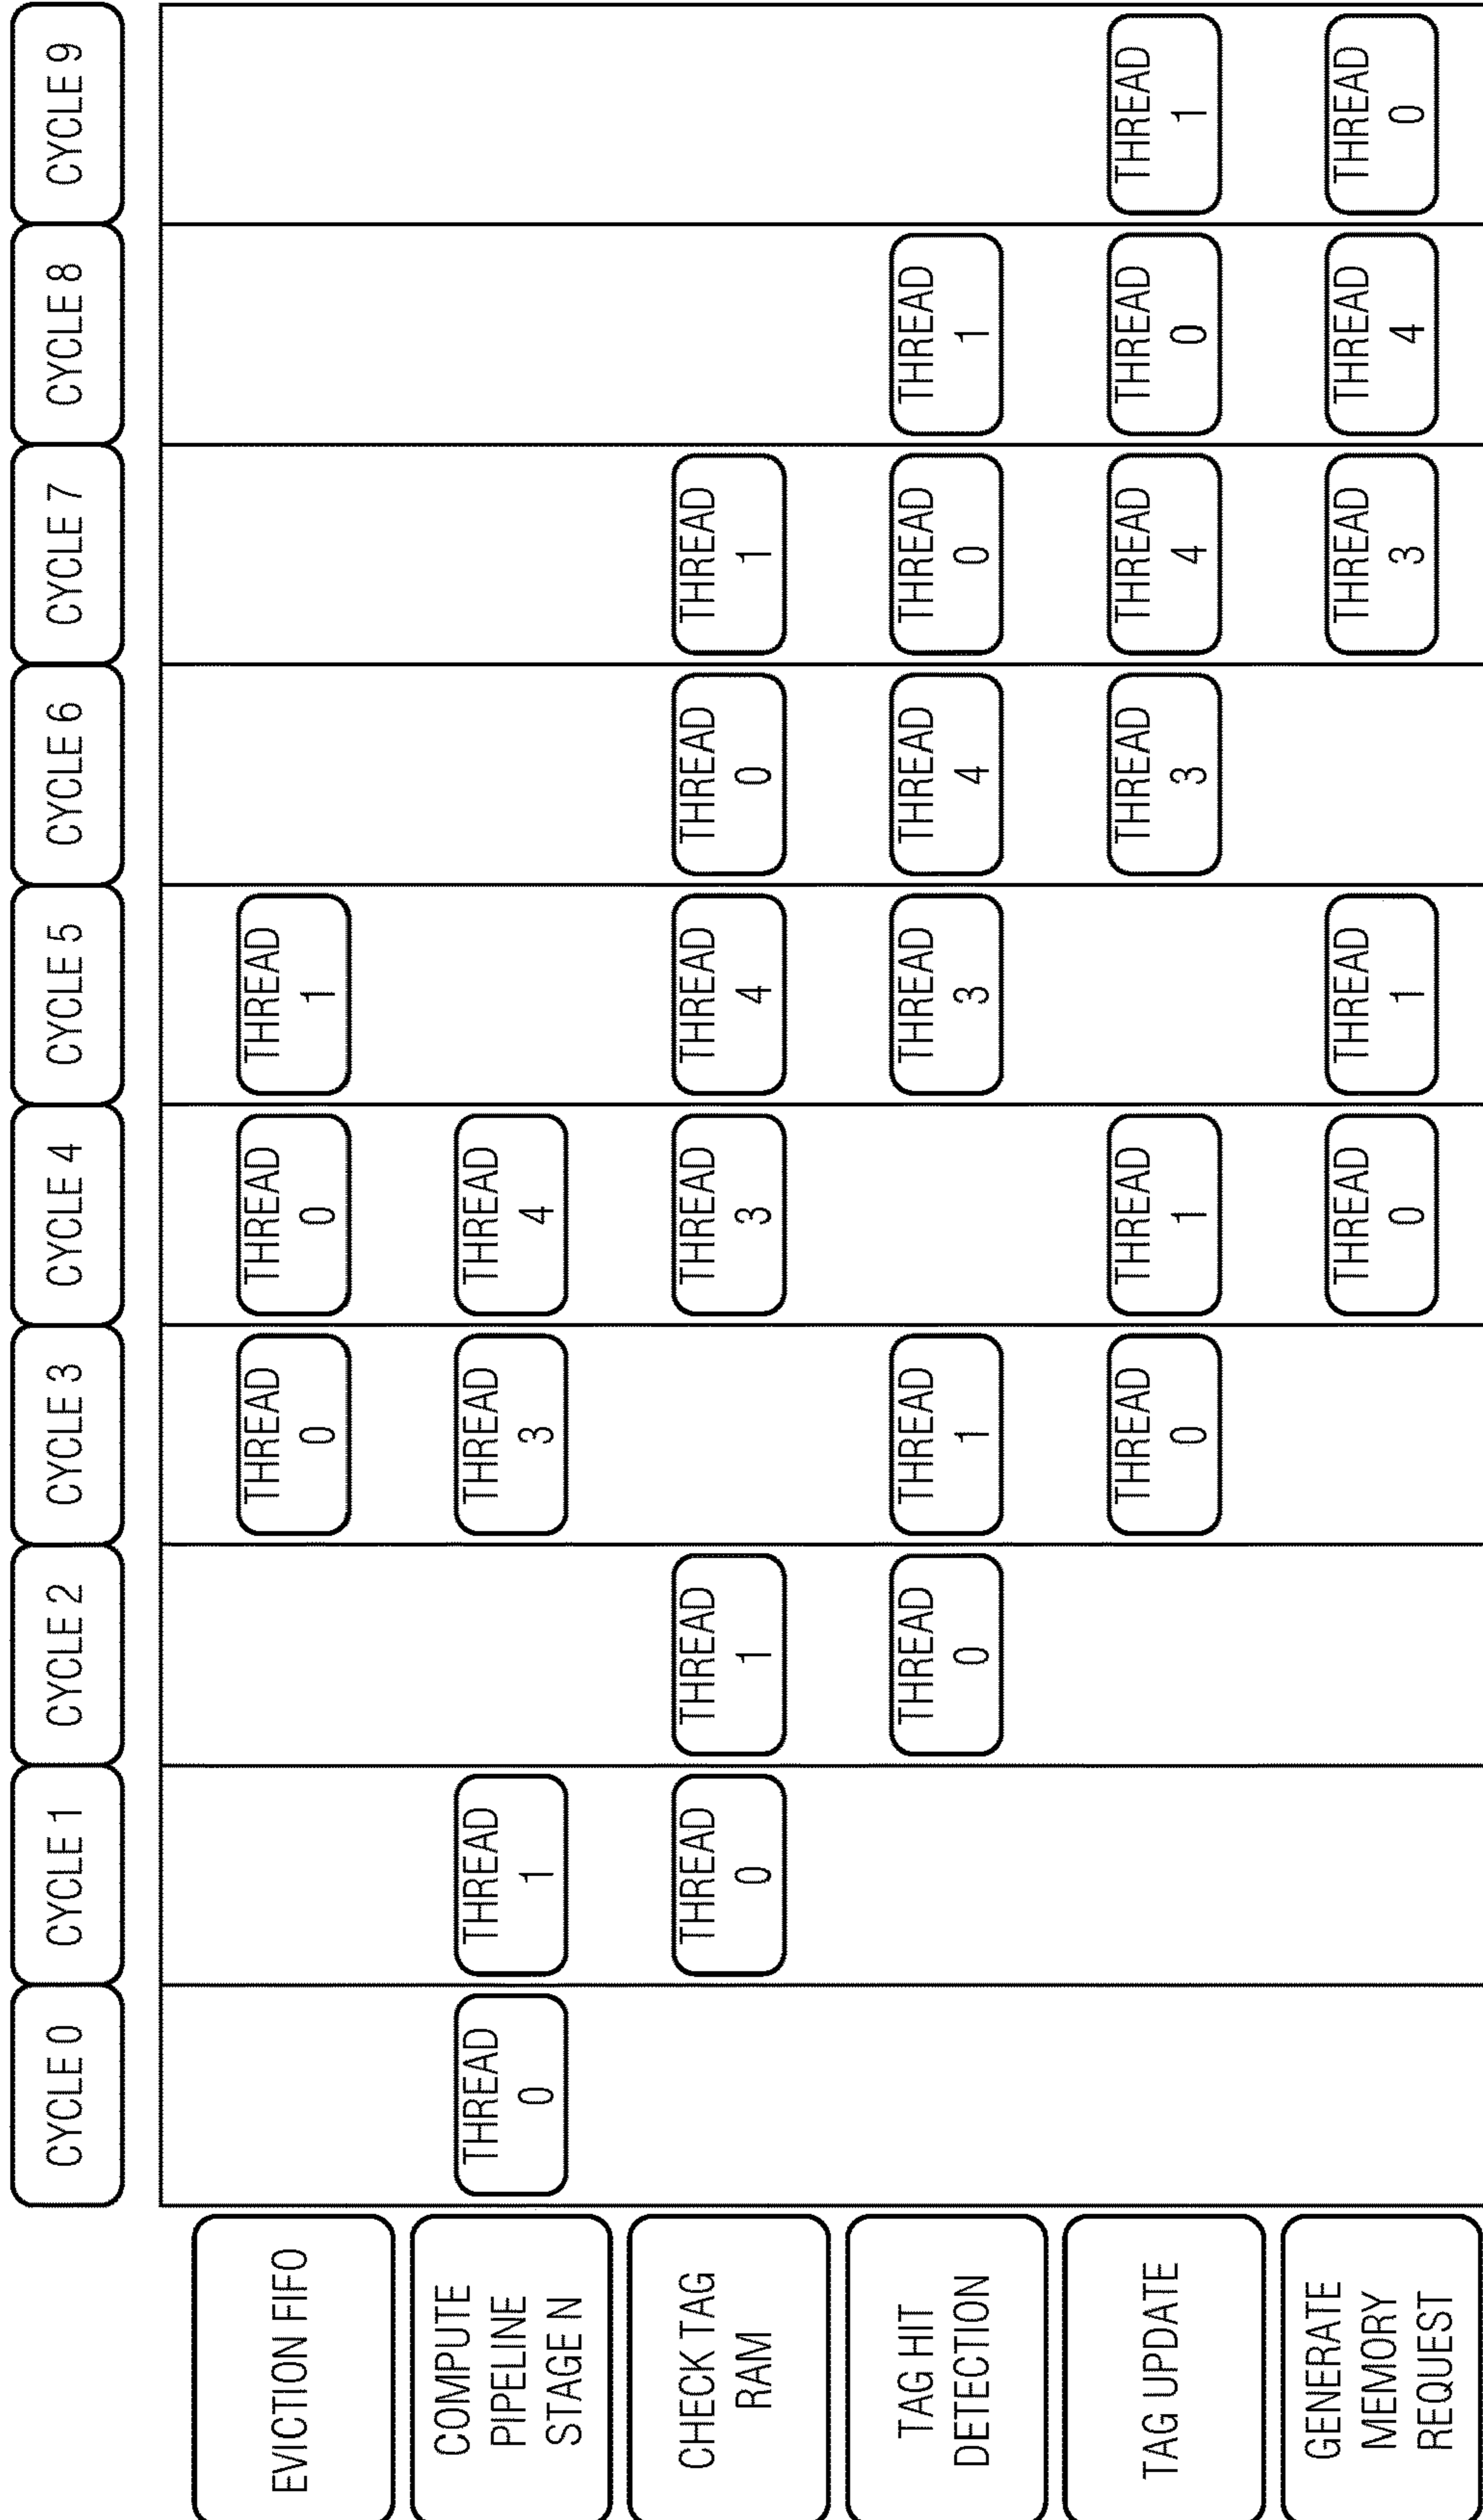 CYCLE 0
CYCLE 1
CYCLE 2
CYCLE 3
CYCLE 4
CYCLE 5
CYCLE 6
CYCLE 7
CYCLE 8
CYCLE 9
EVICTION FIFO
THREAD
0
THREAD
0
THREAD
1
COMPUTE
PIPELINE
STAGE N
THREAD
0
THREAD
1
THREAD
3
THREAD
4
CHECK TAG
RAM
THREAD
0
THREAD
1
THREAD
3
THREAD
4
THREAD
0
THREAD
1
TAG HIT
DETECTION
THREAD
0
THREAD
1
THREAD
3
THREAD
4
THREAD
0
THREAD
1
TAG UPDATE
THREAD
0
THREAD
1
THREAD
3
THREAD
4
THREAD
0
THREAD
1
GENERATE
MEMORY
REQUEST
THREAD
0
THREAD
1
THREAD
3
THREAD
4
THREAD
0